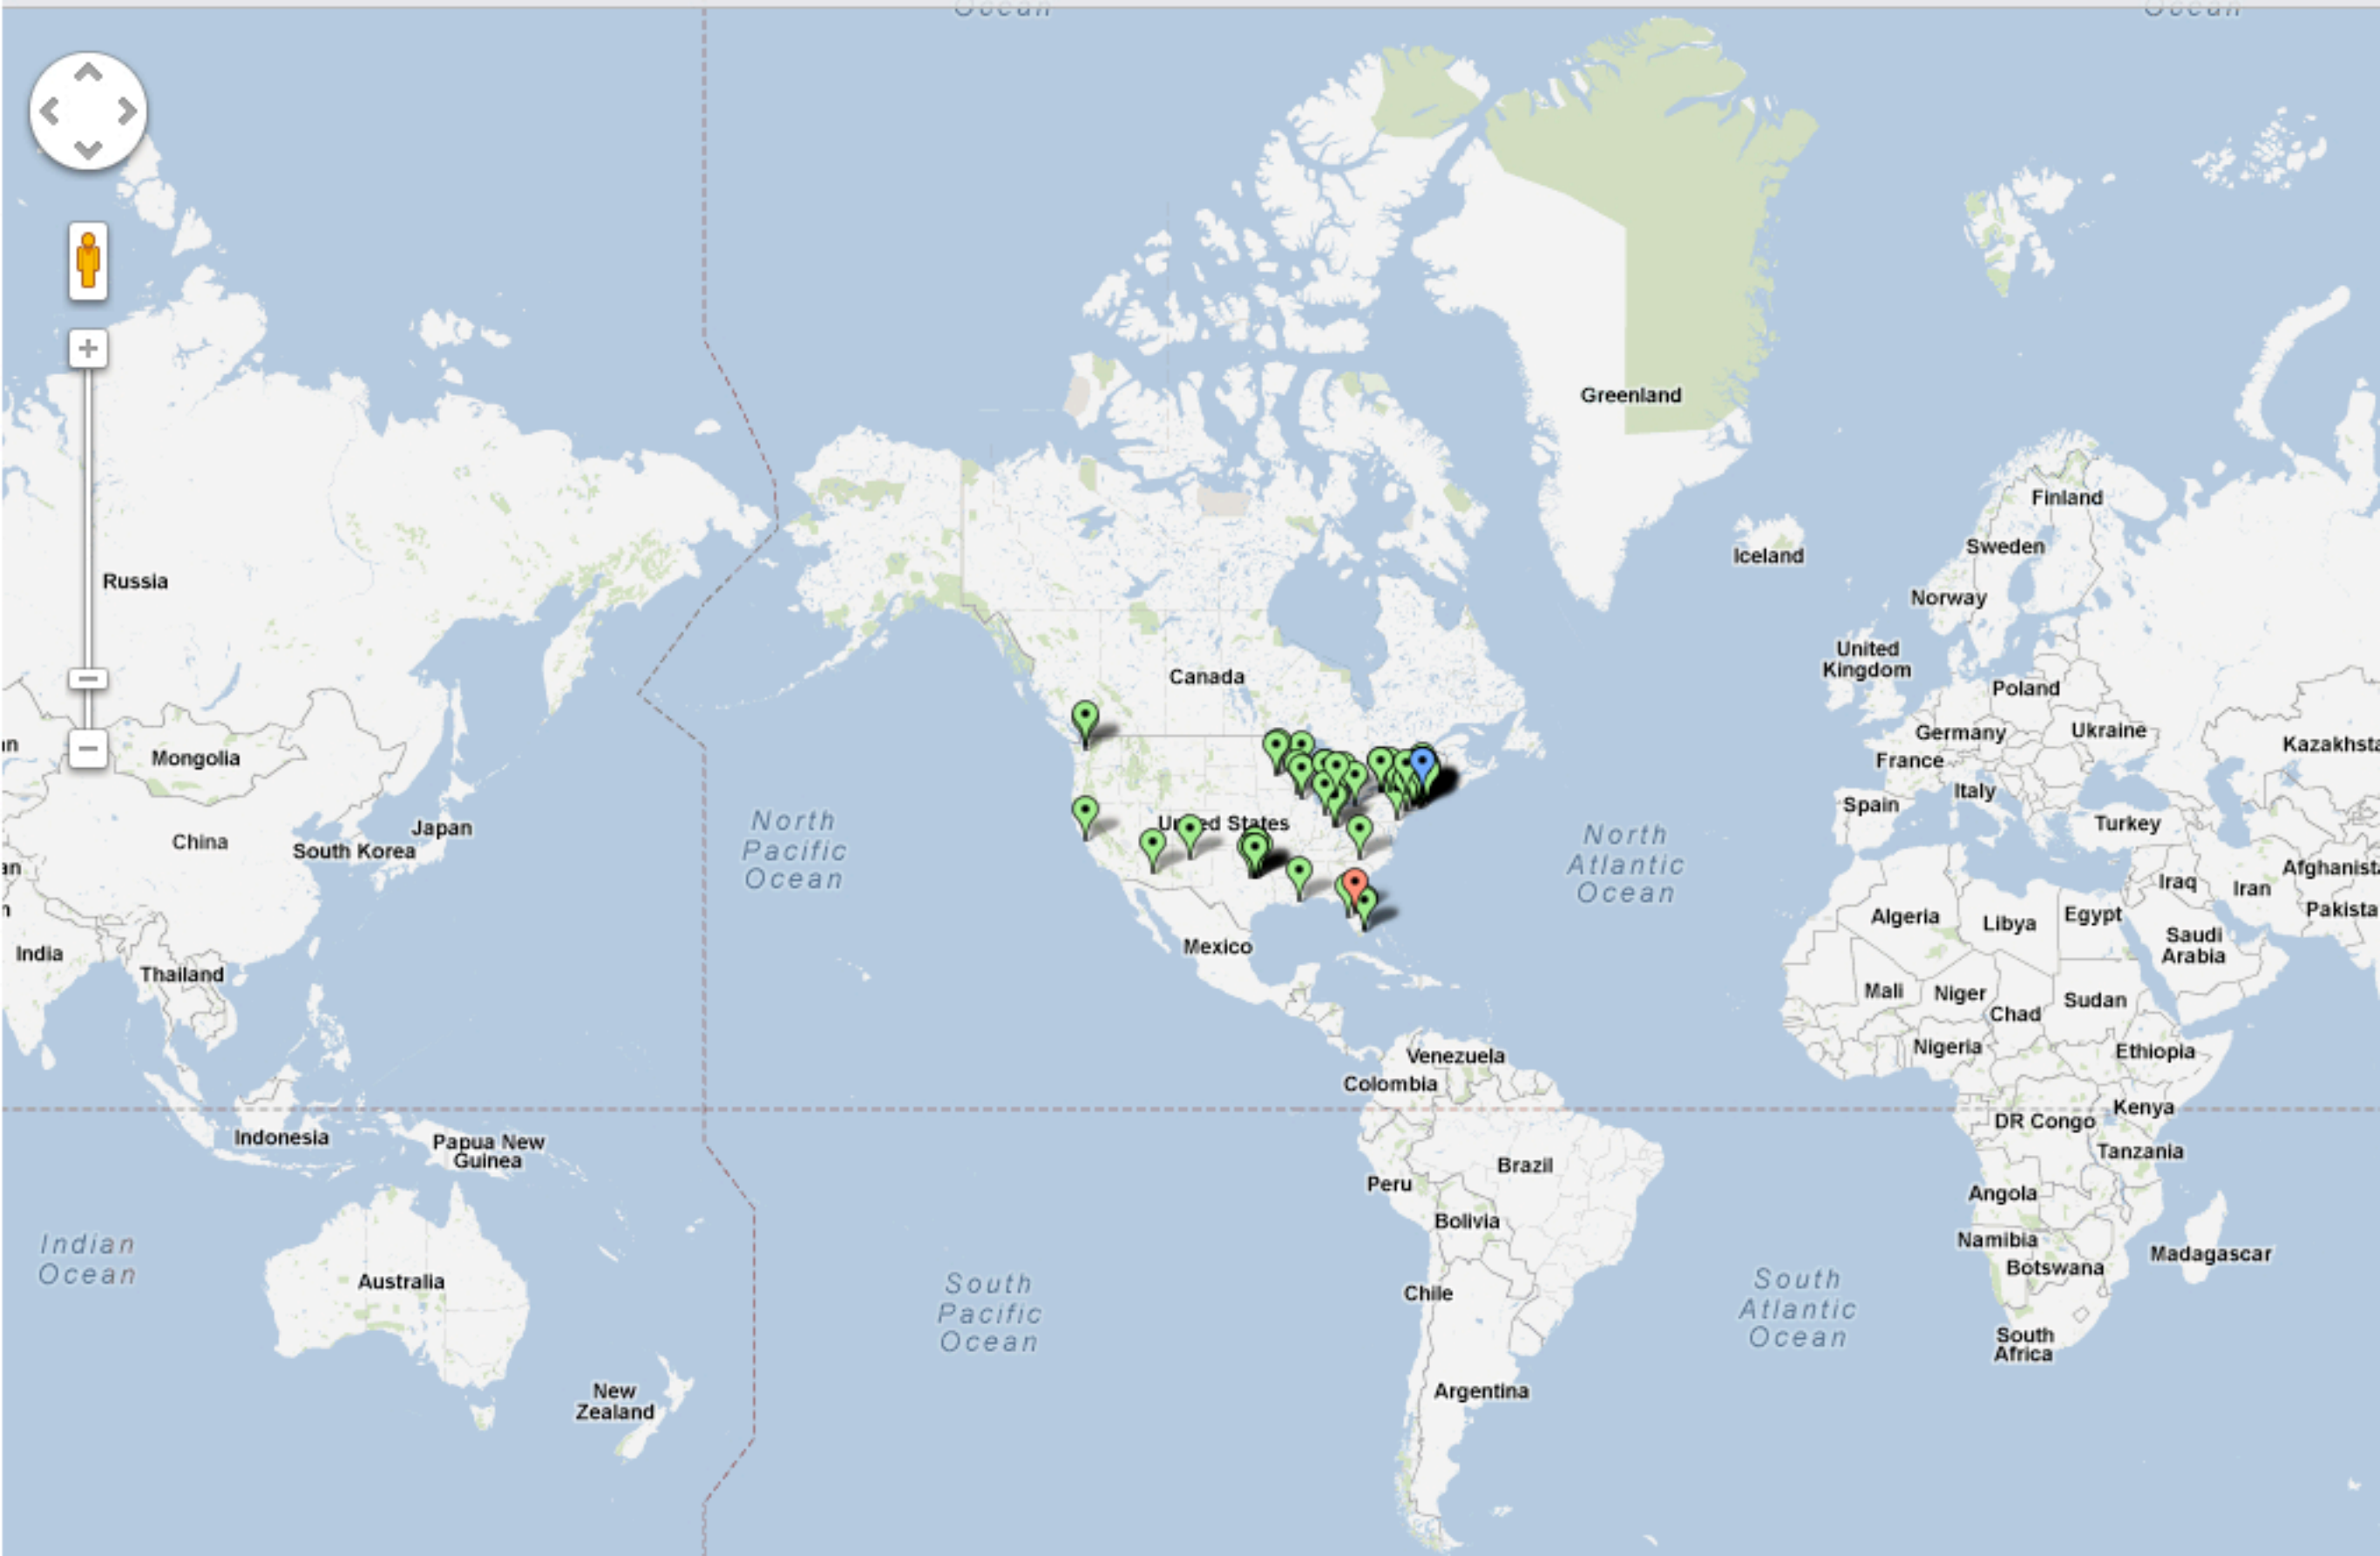 Ocean
Ocean
Greenland
Finland
Sweden
Iceland
Norway
Russia
United
Kingdom
Canada
Poland
Germany
Ukraine
Mongolia
France
Kazakhsta
Italy
Spain
Turkey
North
Pacific
Ocean
United States
Japan
China
South Korea
North
Atlantic
Ocean
Afghanista
Iraq
Iran
Pakista
Algeria
Libya
Egypt
Saudi
Arabia
India
Mexico
Thailand
Mali
Niger
Chad
Sudan
Nigeria
Ethiopia
Venezuela
Colombia
Kenya
DR Congo
Indonesia
Papua New
Guinea
Tanzania
Brazil
Peru
Angola
Bolivia
Namibia
Madagascar
Botswana
Indian
Ocean
Australia
South
Pacific
Ocean
Chile
South
Atlantic
Ocean
South
Africa
New
Zealand
Argentina